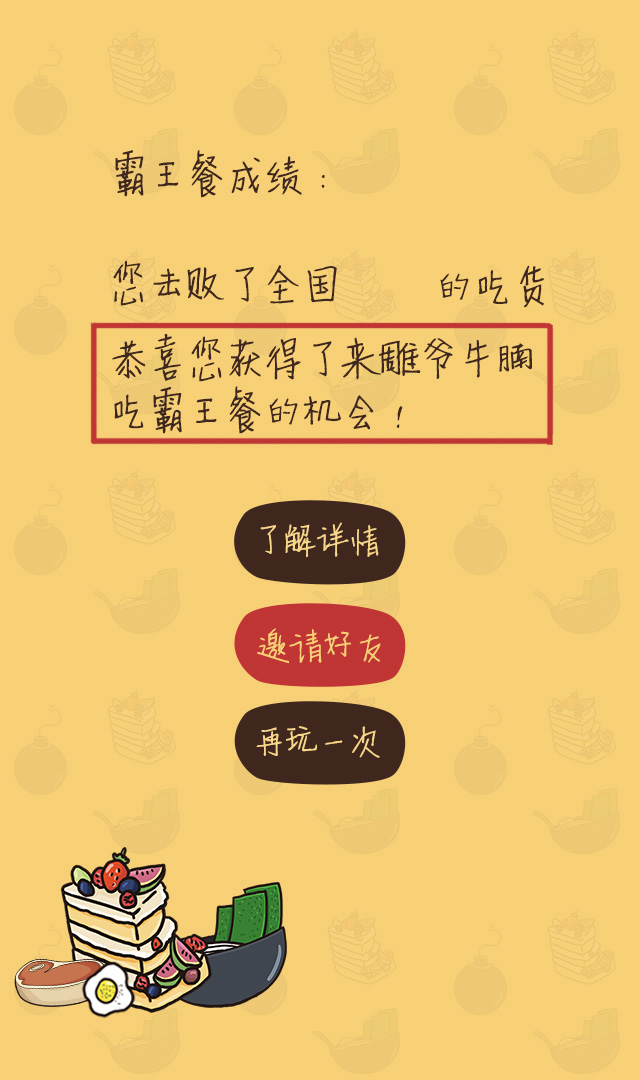 霸王餐成绩：
您击败了全国 的吃货
恭喜您获得了来雕爷牛腩
吃霸王餐的机会！
了解详情
邀请好友
再玩一次